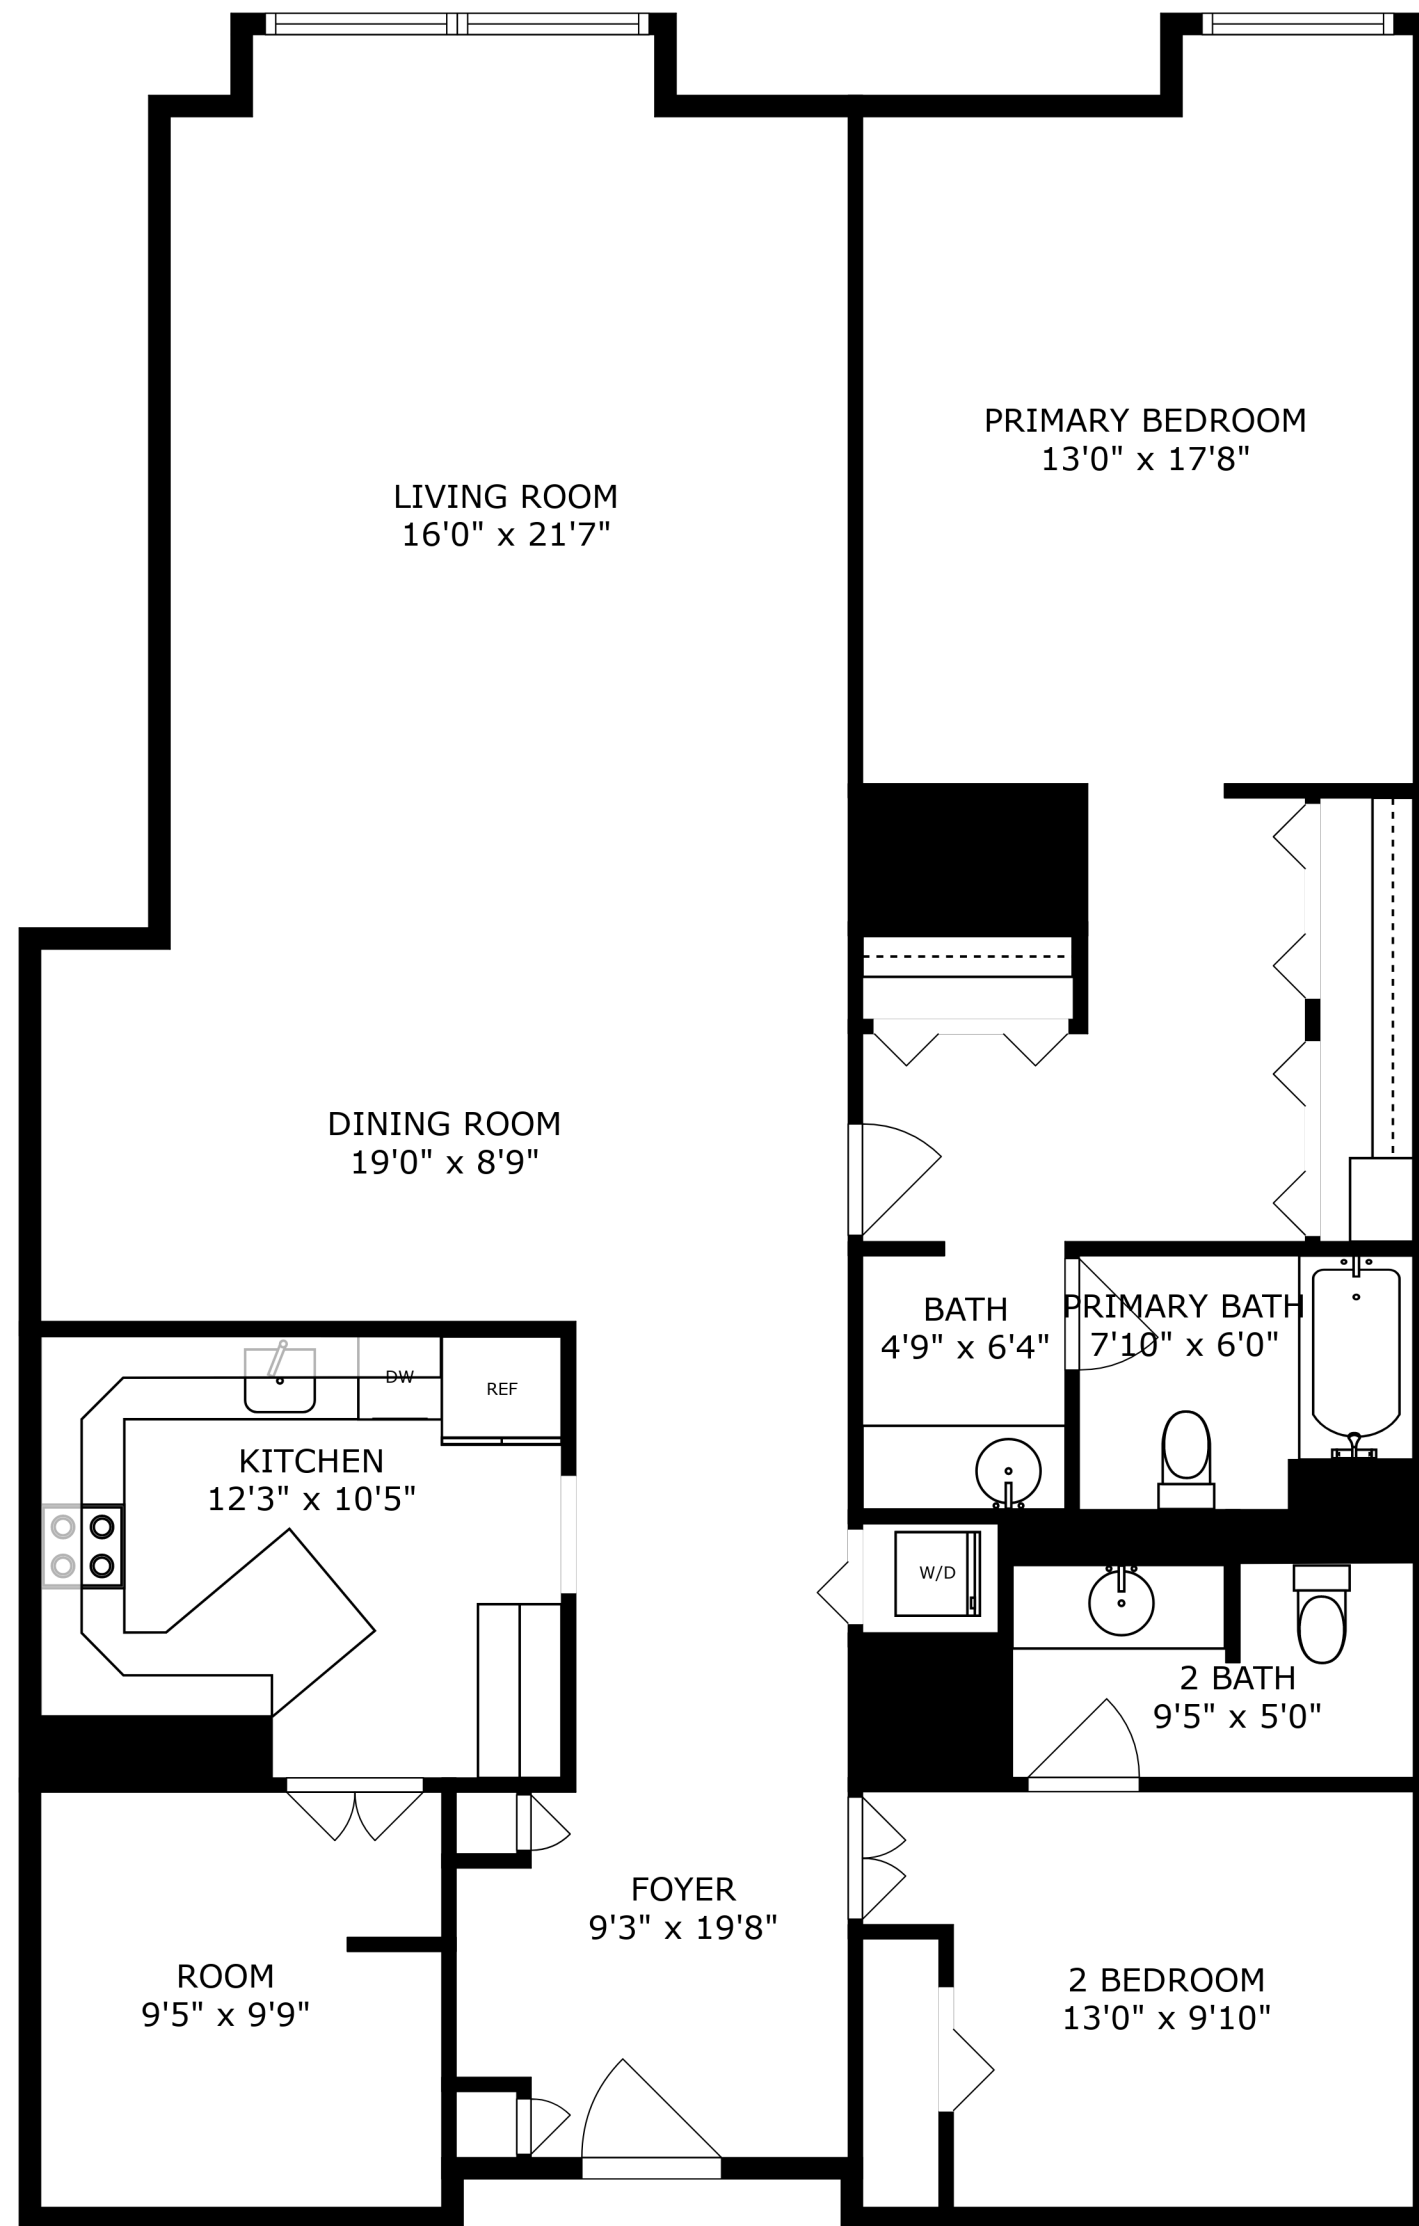 PRIMARY BEDROOM
13'0" x 17'8"
LIVING ROOM
16'0" x 21'7"
DINING ROOM
19'0" x 8'9"
BATH
4'9" x 6'4"
PRIMARY BATH
7'10" x 6'0"
DW
REF
KITCHEN
12'3" x 10'5"
W/D
2 BATH
9'5" x 5'0"
FOYER
9'3" x 19'8"
ROOM
9'5" x 9'9"
2 BEDROOM
13'0" x 9'10"